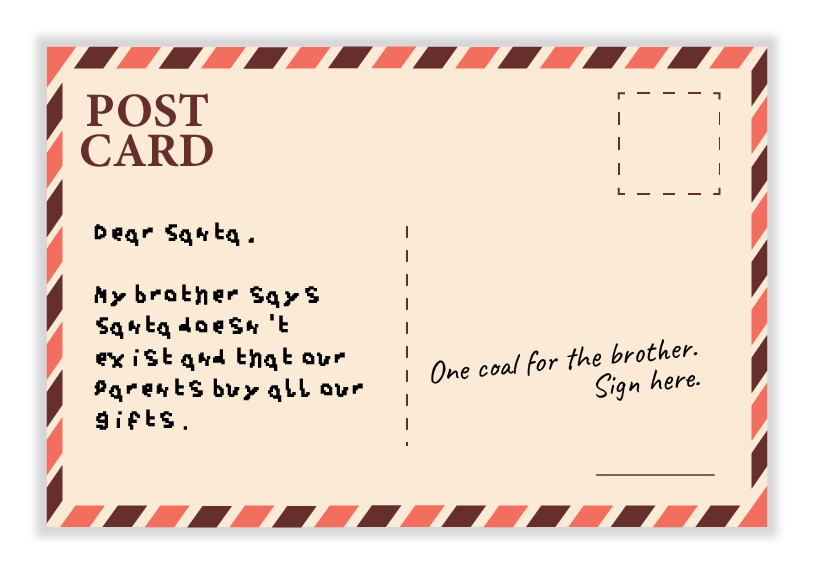 POST
CARD
Dear Santa.
My brother says
Santa doesn't
exist and that our
Parents buy all our
gifts.
One coal for the brother.
Sign here.